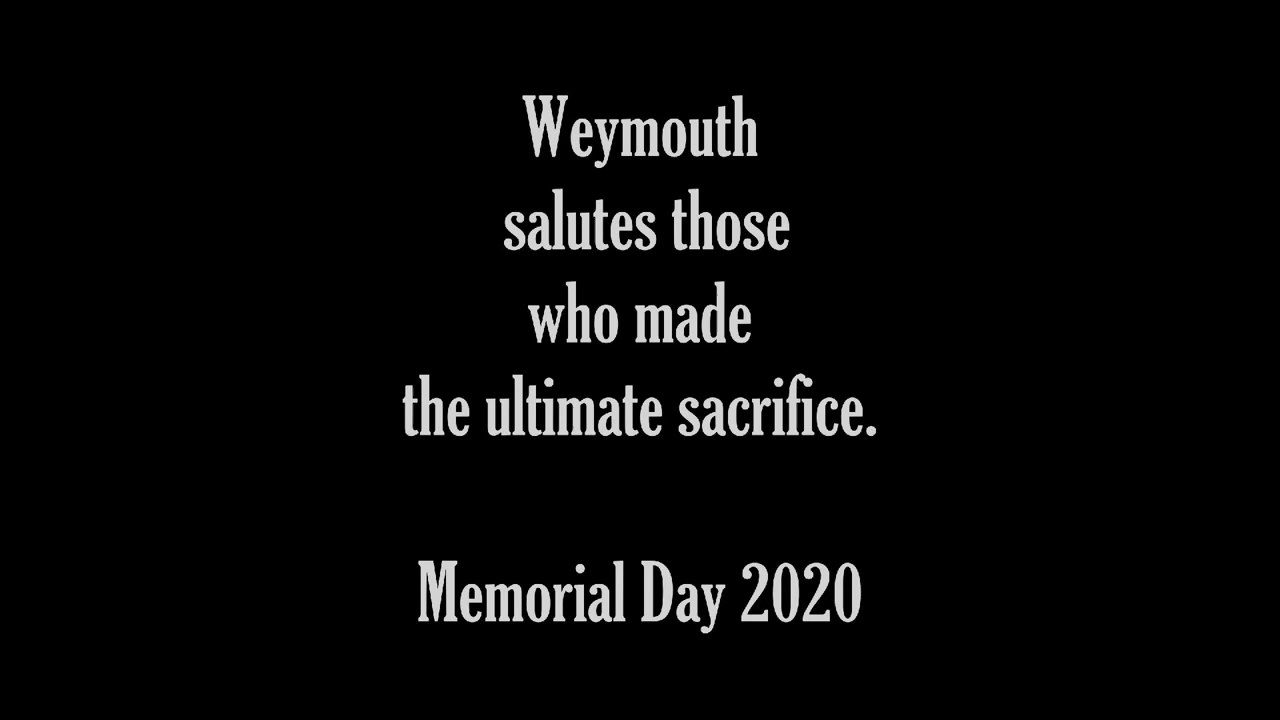 Weymouth
salutes those
who made
the ultimate sacrifice.
Memorial Day 2020